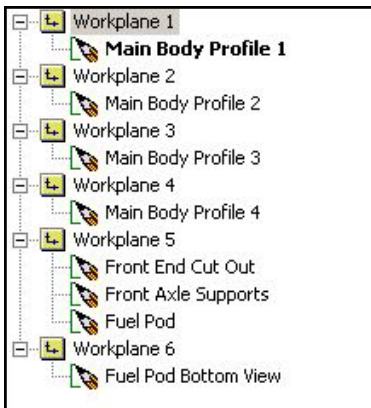 Workplane 1
Main Body Profile 1
Workplane 2
Main Body Profile 2
Workplane 3
Main Body Profile 3
Workplane 4
Main Body Profile 4
Workplane 5
Front End Cut Out
Front Axle Supports
Fuel Pod
Workplane 6
Fuel Pod Bottom View